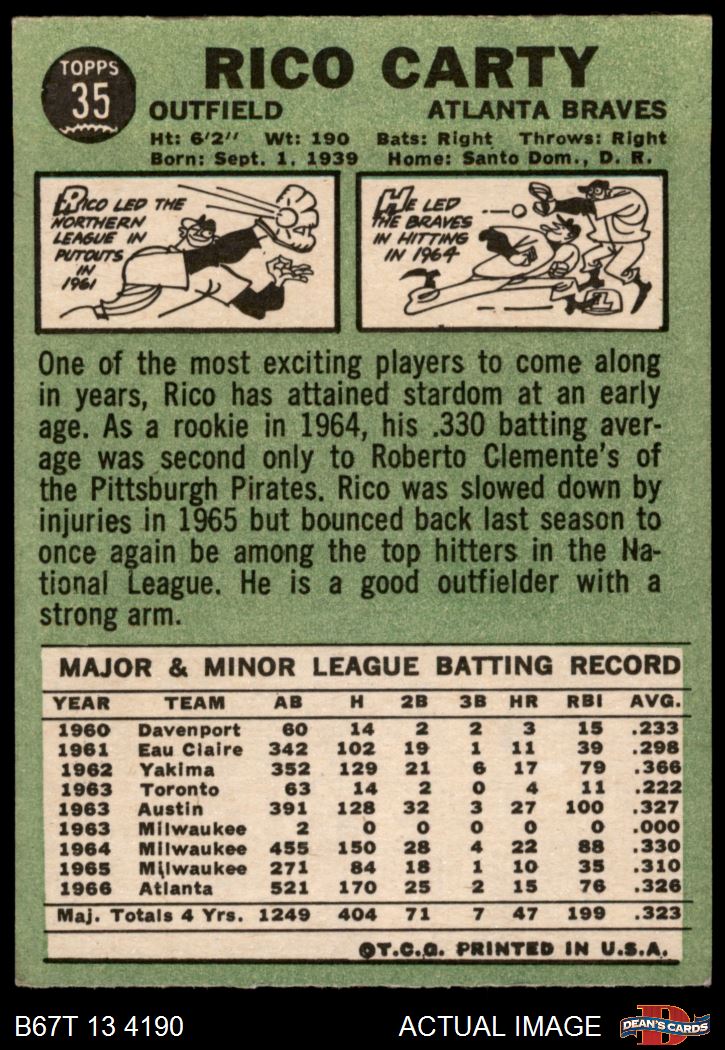 TOPPS
35
RICO CARTY
OUTFIELD ATLANTA BRAVES
Ht: 6'2" Wt: 190 Bats: Right Throws: Right
Born: Sept. 1, 1939 Home: Santo Dom., D. R.
RICO LED THE
NORTHERN
LEAGUE IN
PUTOUTS
IN
1961
HE LED
THE BRAVES
IN HITTING
IN 1964
One of the most exciting players to come along
in years, Rico has attained stardom at an early
age. As a rookie in 1964, his .330 batting aver-
age was second only to Roberto Clemente's of
the Pittsburgh Pirates. Rico was slowed down by
injuries in 1965 but bounced back last season to
once again be among the top hitters in the Na-
tional League. He is a good outfielder with a
strong arm.
MAJOR & MINOR LEAGUE BATTING RECORD
YEAR TEAM AB H 2B 3B HR RBI AVG.
1960 Davenport 60 14 2 2 3 15 .233
1961 Eau Claire 342 102 19 1 11 39 .298
1962 Yakima 352 129 21 6 17 79 .366
1963 Toronto 63 14 2 0 4 11 .222
1963 Austin 391 128 32 3 27 100 .327
1963 Milwaukee 2 0 0 0 0 0 .000
1964 Milwaukee 455 150 28 4 22 88 .330
1965 Milwaukee 271 84 18 1 10 35 .310
1966 Atlanta 521 170 25 2 15 76 .326
Maj. Totals 4 Yrs. 1249 404 71 7 47 199 .323
©T.C.G. PRINTED IN U.S.A.
B67T 13 4190 ACTUAL IMAGE
D
DEAN'S CARDS